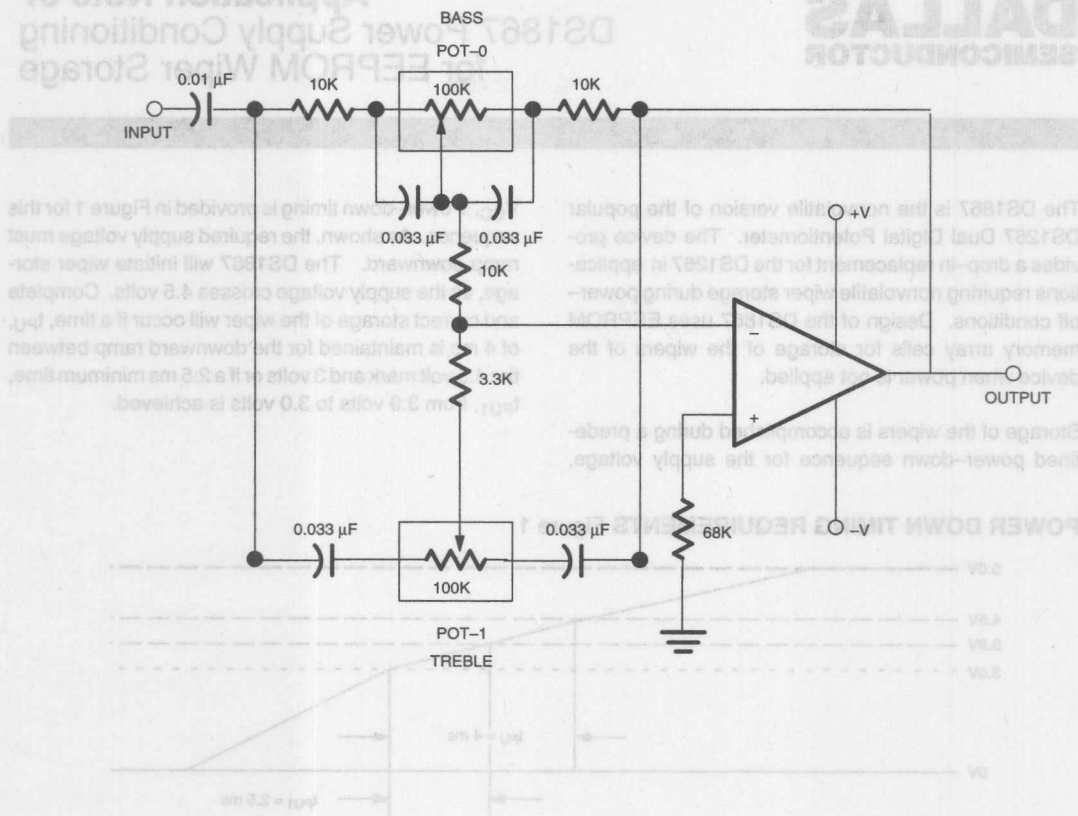 BASS
POT–0
0.01 µF
10K
100K
10K
INPUT
0.033 µF
0.033 µF
10K
+V
3.3K
+
OUTPUT
–V
68K
0.033 µF
0.033 µF
100K
POT–1
TREBLE
DALLAS
SEMICONDUCTOR
DS1867 Power Supply Conditioning
for EEPROM Wiper Storage
The DS1867 is the nonvolatile version of the popular
DS1267 Dual Digital Potentiometer. The device pro-
vides a drop–in replacement for the DS1267 in applica-
tions requiring nonvolatile wiper storage during power–
off conditions. Design of the DS1867 uses EEPROM
memory array cells for storage of the wipers of the
device when power is not applied.
Storage of the wipers is accomplished during a prede-
fined power–down sequence for the supply voltage,
timing is provided in Figure 1 for this
shown, the required supply voltage must
downward. The DS1867 will initiate wiper stor-
age, as the supply voltage crosses 4.5 volts. Complete
and correct storage of the wiper will occur if a time, tPU,
of 4 ms is maintained for the downward ramp between
mark and 3 volts or if a 2.5 ms minimum time,
tPU1, from 3.9 volts to 3.0 volts is achieved.
POWER DOWN TIMING REQUIREMENTS Figure 1
5.0V
4.5V
3.9V
3.0V
tPU = 4 ms
0V
tPU1 = 2.5 ms